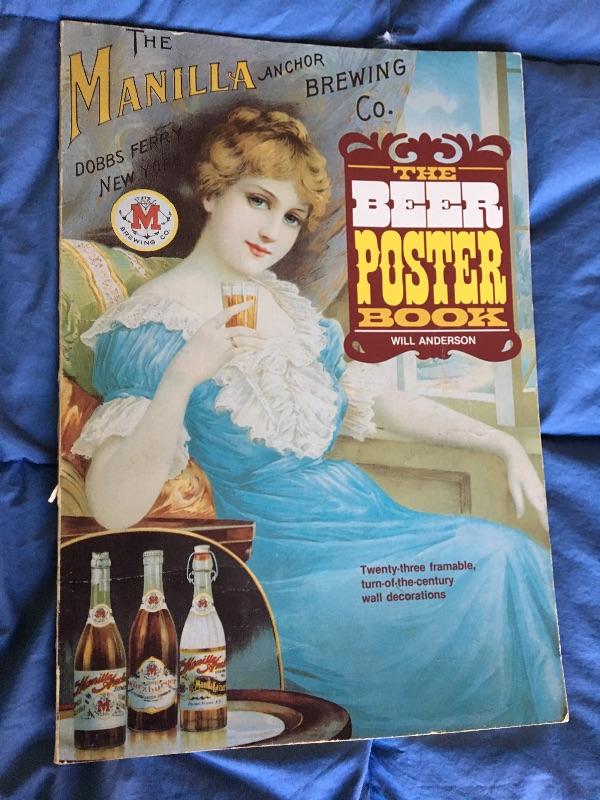 THE
MANILLA ANCHOR
BREWING
Co.
DOBBS FERRY
NEW YORK
M
BREWING CO.
THE
BEER
POSTER
BOOK
WILL ANDERSON
Twenty-three framable,
turn-of-the-century
wall decorations